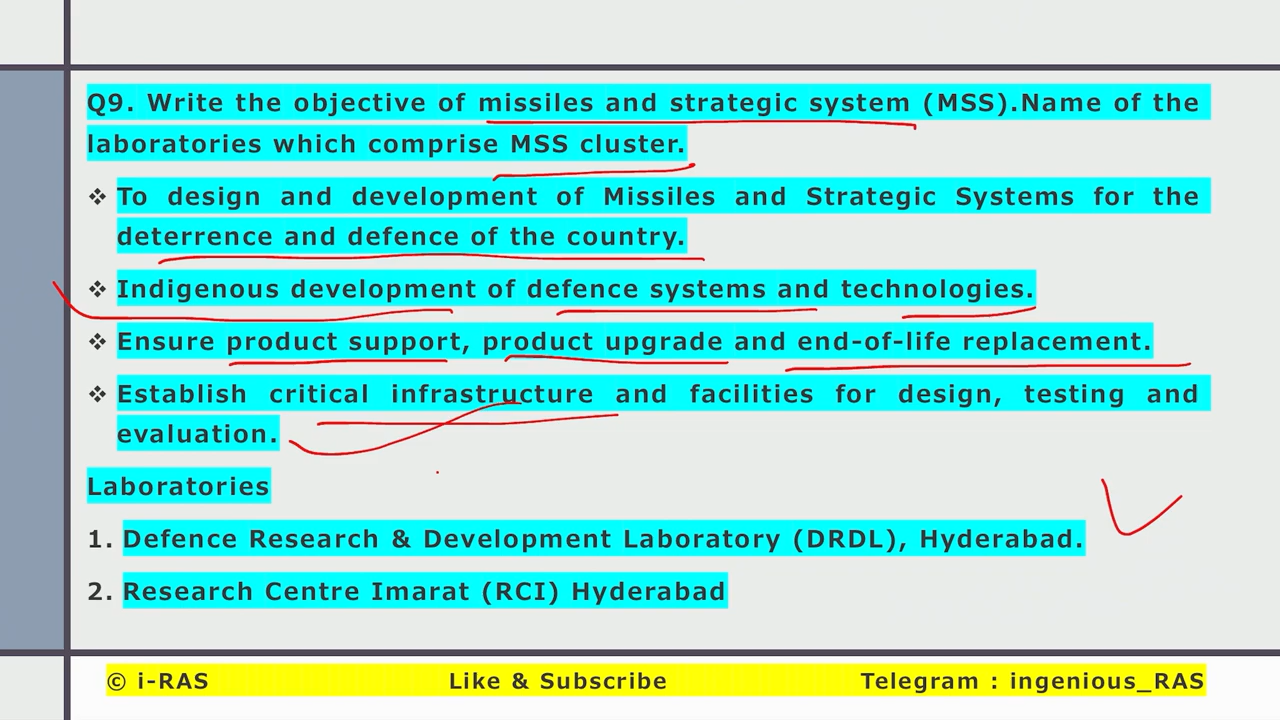 Q9. Write the objective of missiles and strategic system (MSS).Name of the
laboratories which comprise MSS cluster.
❖ To design and development of Missiles and Strategic Systems for the
deterrence and defence of the country.
❖ Indigenous development of defence systems and technologies.
❖ Ensure product support, product upgrade and end-of-life replacement.
❖ Establish critical infrastructure and facilities for design, testing and
evaluation.
Laboratories
1. Defence Research & Development Laboratory (DRDL), Hyderabad.
2. Research Centre Imarat (RCI) Hyderabad
© i-RAS Like & Subscribe Telegram : ingenious_RAS